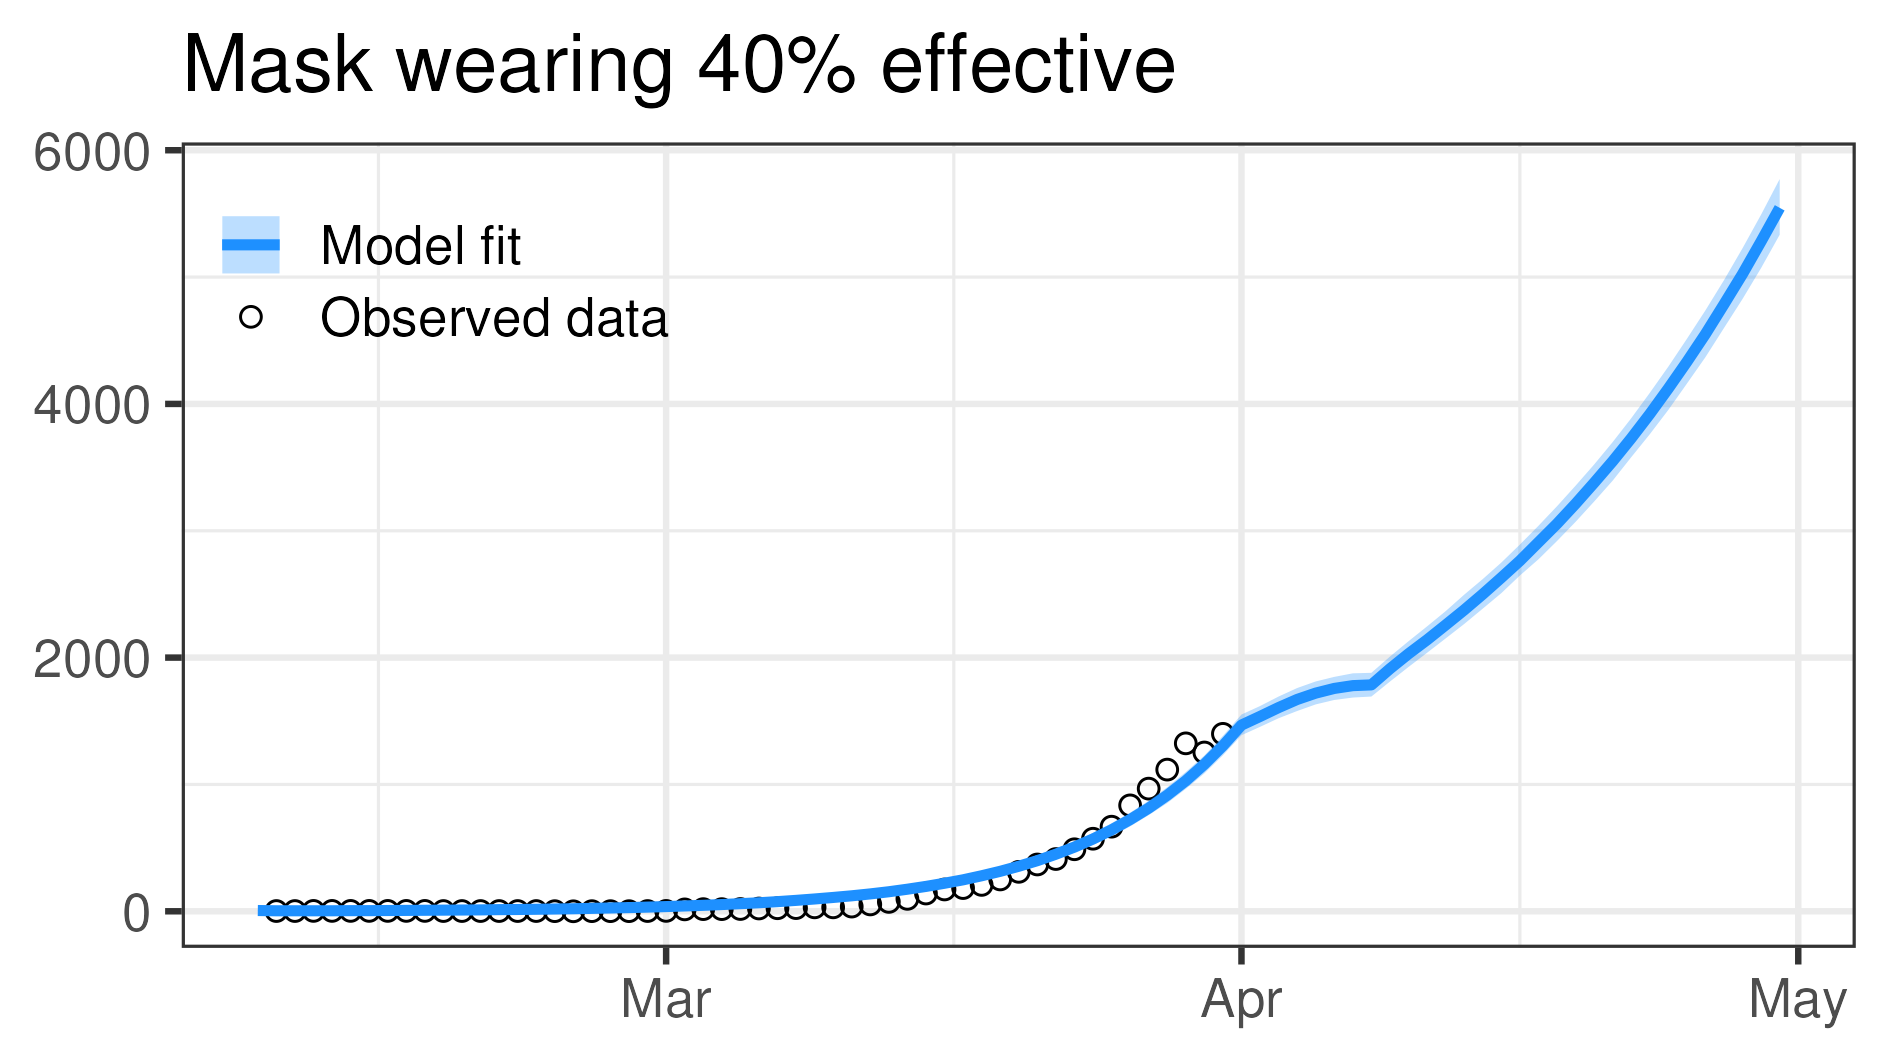 Mask wearing 40% effective
6000
Model fit
Observed data
4000
2000
0
Mar Apr May